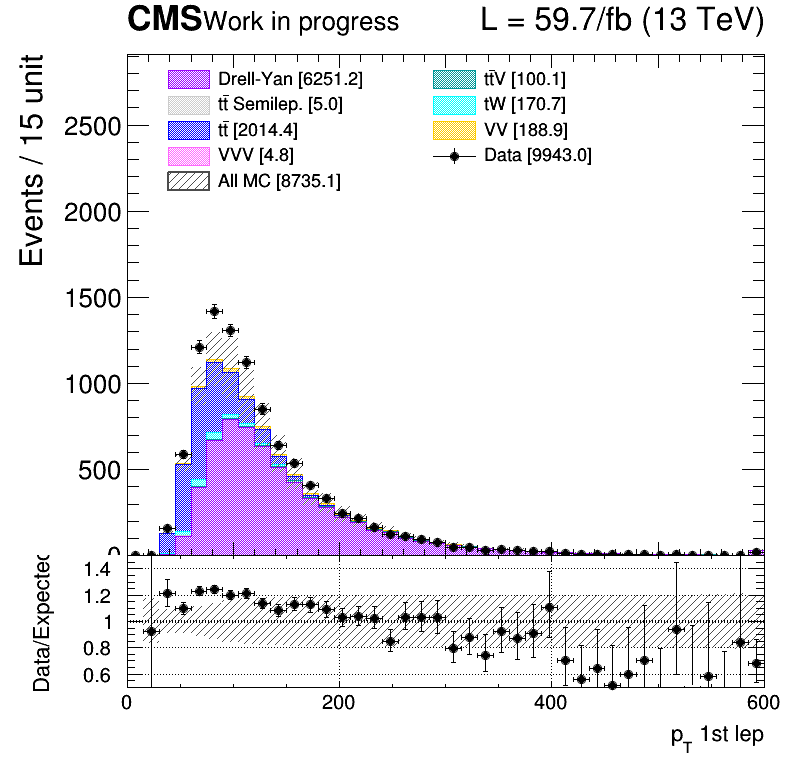 CMS Work in progress L = 59.7/fb (13 TeV)
Events / 15 unit
Drell-Yan [6251.2]
tt̄ Semilep. [5.0]
tt̄ [2014.4]
VVV [4.8]
All MC [8735.1]
tt̄V [100.1]
tW [170.7]
VV [188.9]
Data [9943.0]
2500
2000
1500
1000
500
0
Data/Expected
1.4
1.2
1
0.8
0.6
0 200 400 600
p_T 1st lep